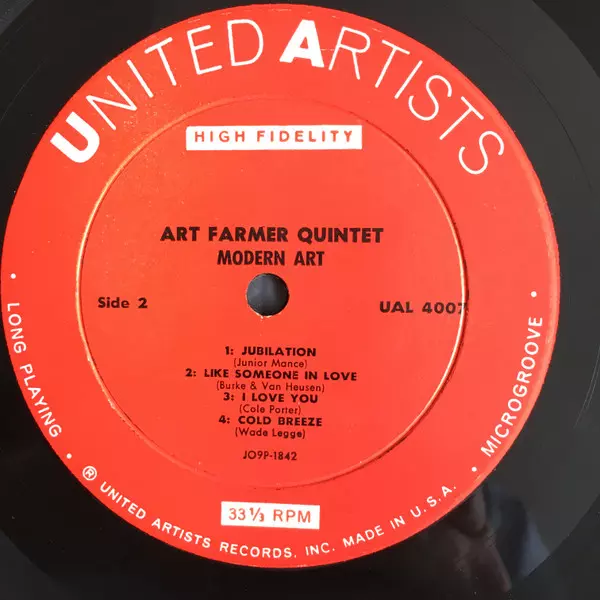 UNITED ARTISTS
HIGH FIDELITY
ART FARMER QUINTET
MODERN ART
Side 2
UAL 4007
1: JUBILATION
(Junior Mance)
2: LIKE SOMEONE IN LOVE
(Burke & Van Heusen)
3: I LOVE YOU
(Cole Porter)
4: COLD BREEZE
(Wade Legge)
JO9P-1842
33 1/3 RPM
• LONG PLAYING •
® UNITED ARTISTS RECORDS, INC. MADE IN U.S.A.
• MICROGROOVE •